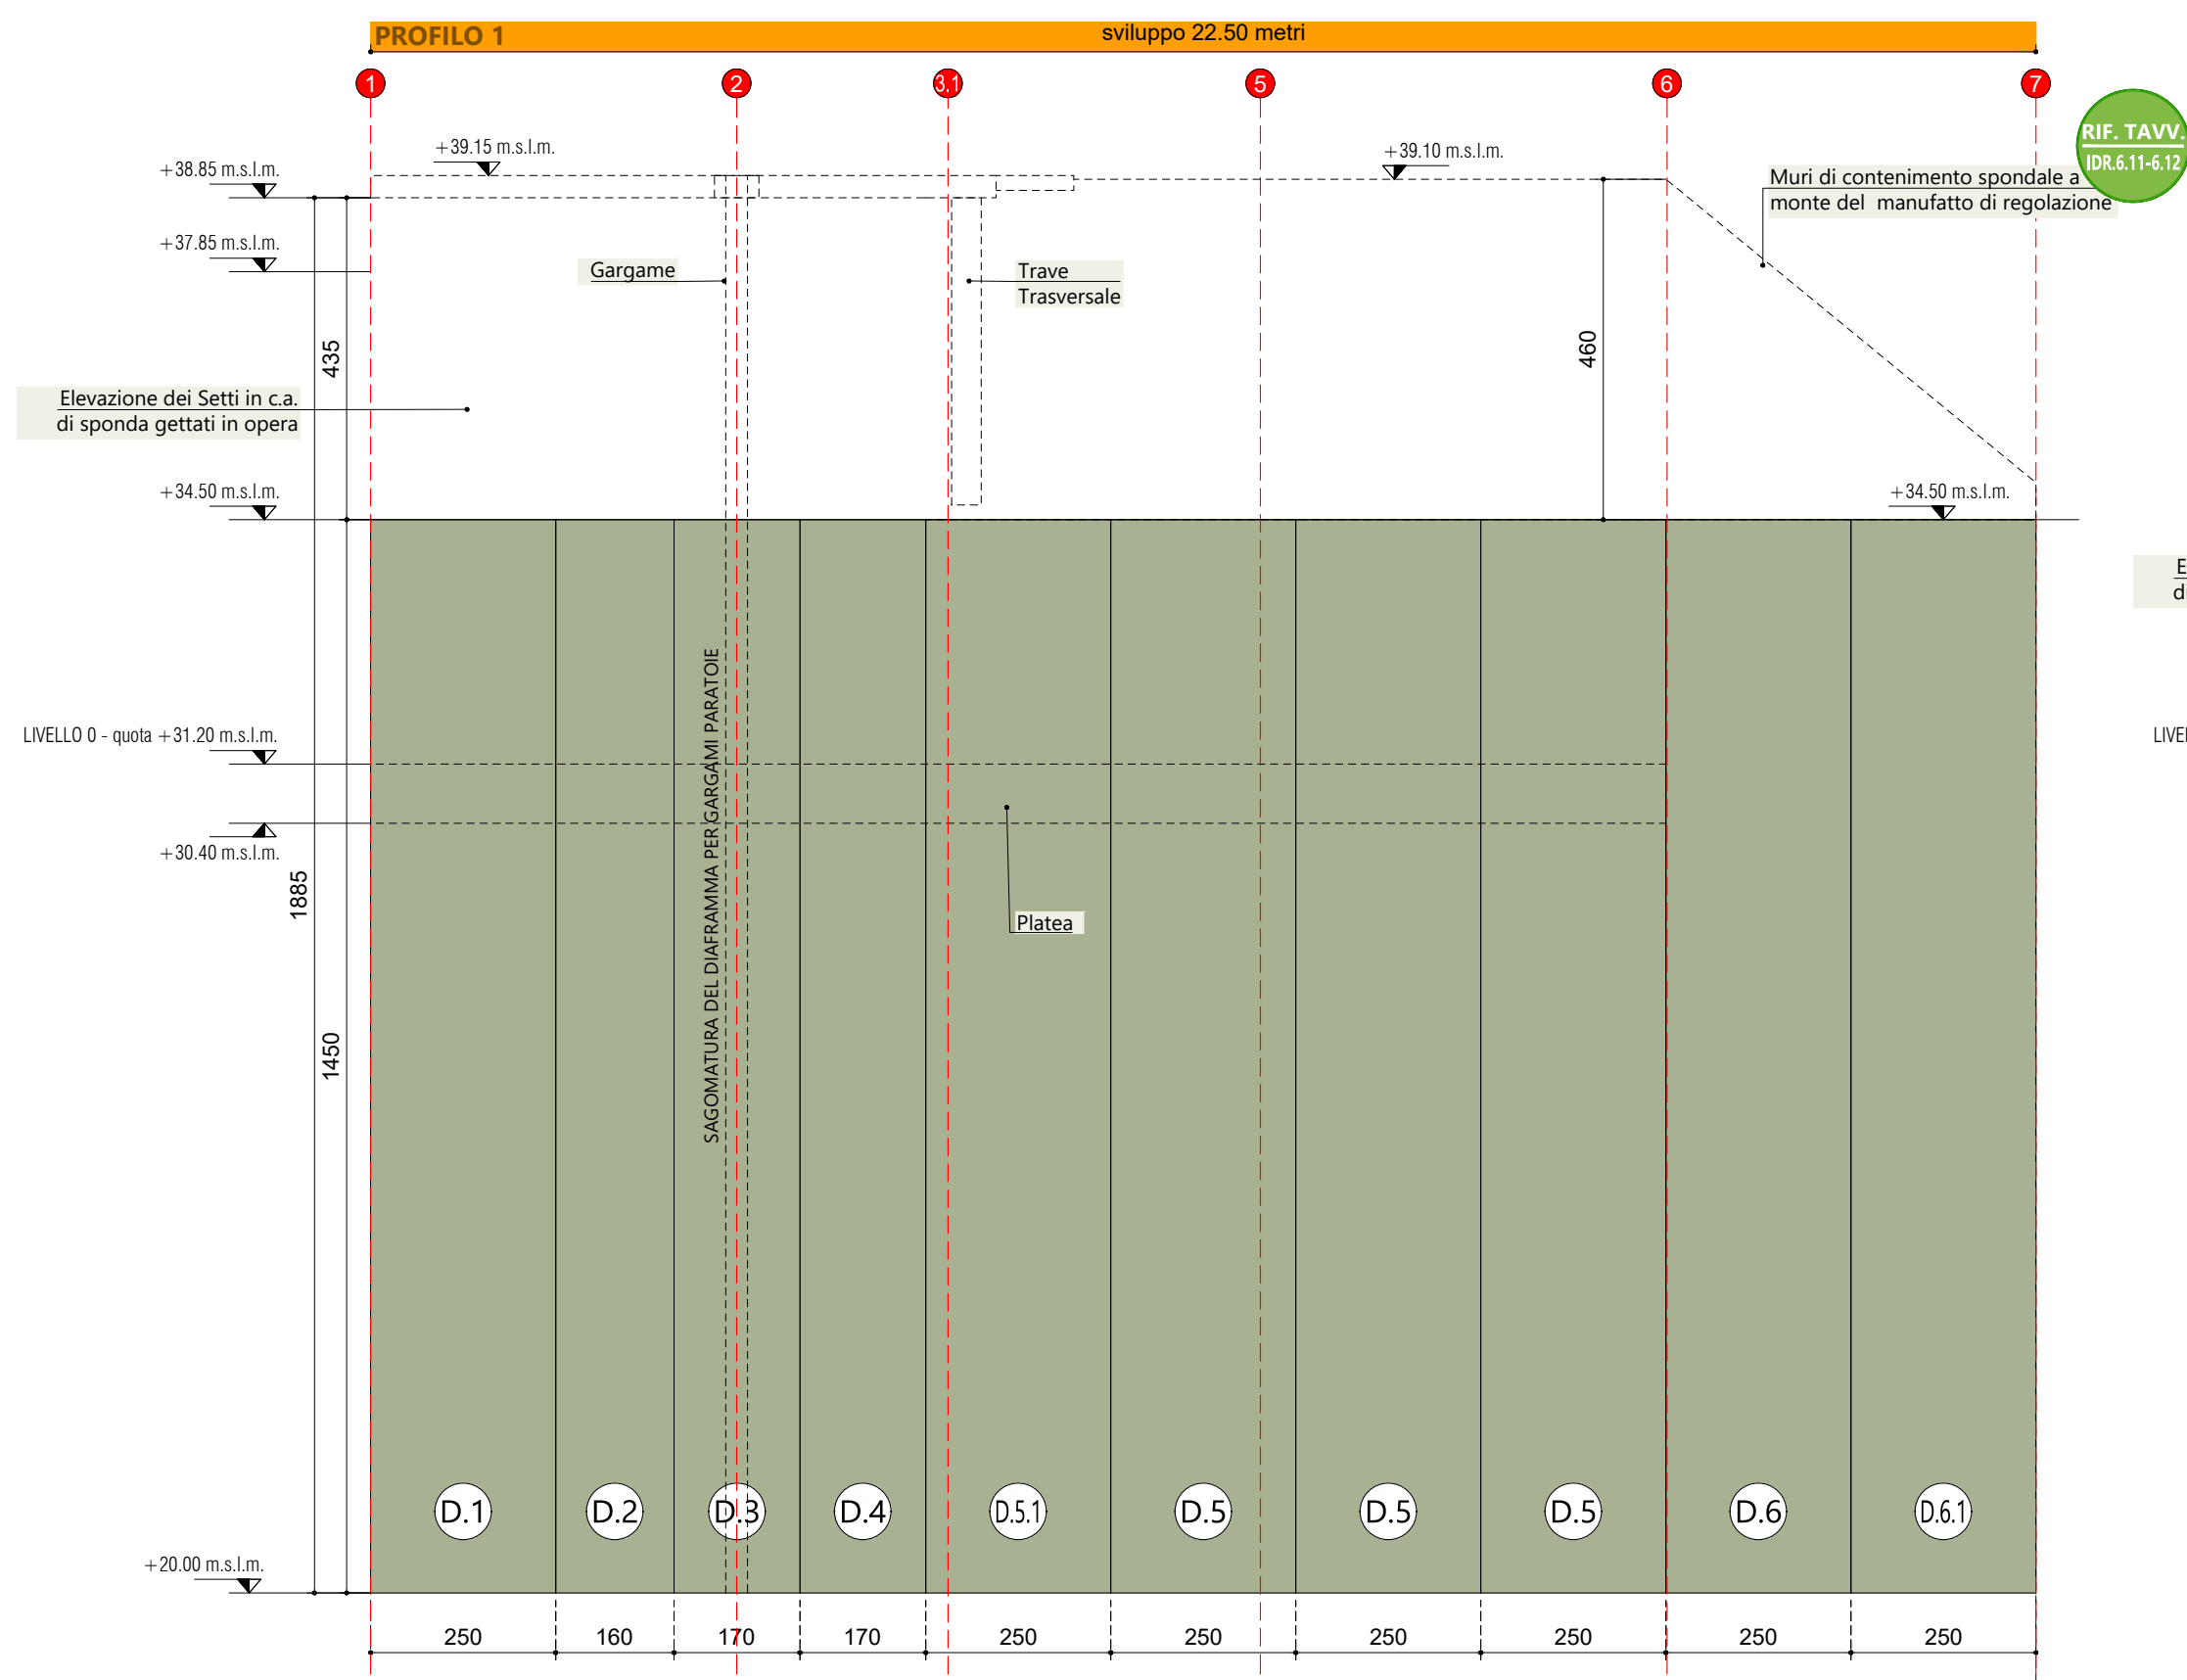 PROFILO 1
sviluppo 22.50 metri
1
2
3.1
5
6
7
RIF. TAVV.
IDR.6.11-6.12
+39.15 m.s.l.m.
+39.10 m.s.l.m.
+38.85 m.s.l.m.
Muri di contenimento spondale a
monte del manufatto di regolazione
+37.85 m.s.l.m.
Gargame
Trave
Trasversale
435
460
Elevazione dei Setti in c.a.
di sponda gettati in opera
+34.50 m.s.l.m.
+34.50 m.s.l.m.
E
d
SAGOMATURA DEL DIAFRAMMA PER GARGAMI PARATOIE
LIVELLO 0 - quota +31.20 m.s.l.m.
LIVE
+30.40 m.s.l.m.
1885
Platea
1450
D.1
D.2
D.3
D.4
D.5.1
D.5
D.5
D.5
D.6
D.6.1
+20.00 m.s.l.m.
250
160
170
170
250
250
250
250
250
250